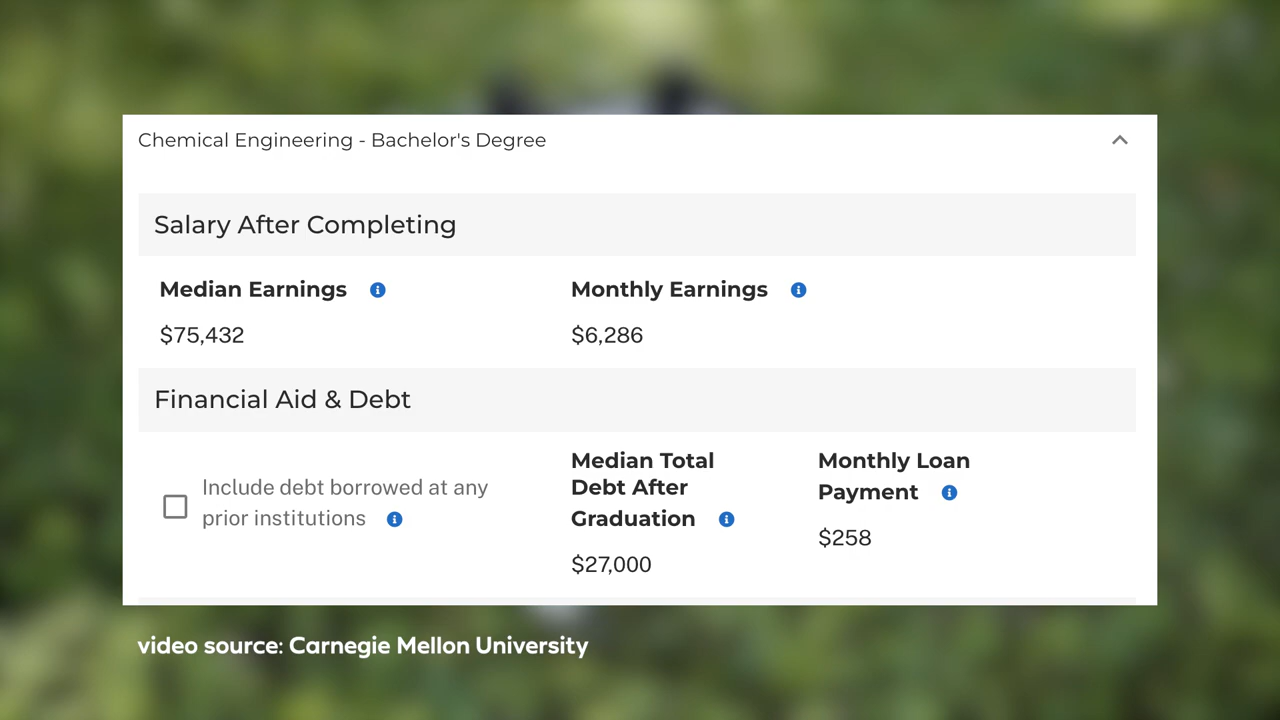 Chemical Engineering - Bachelor's Degree
Salary After Completing
Median Earnings
Monthly Earnings
$75,432
$6,286
Financial Aid & Debt
Include debt borrowed at any
prior institutions
Median Total
Debt After
Graduation
$27,000
Monthly Loan
Payment
$258
video source: Carnegie Mellon University